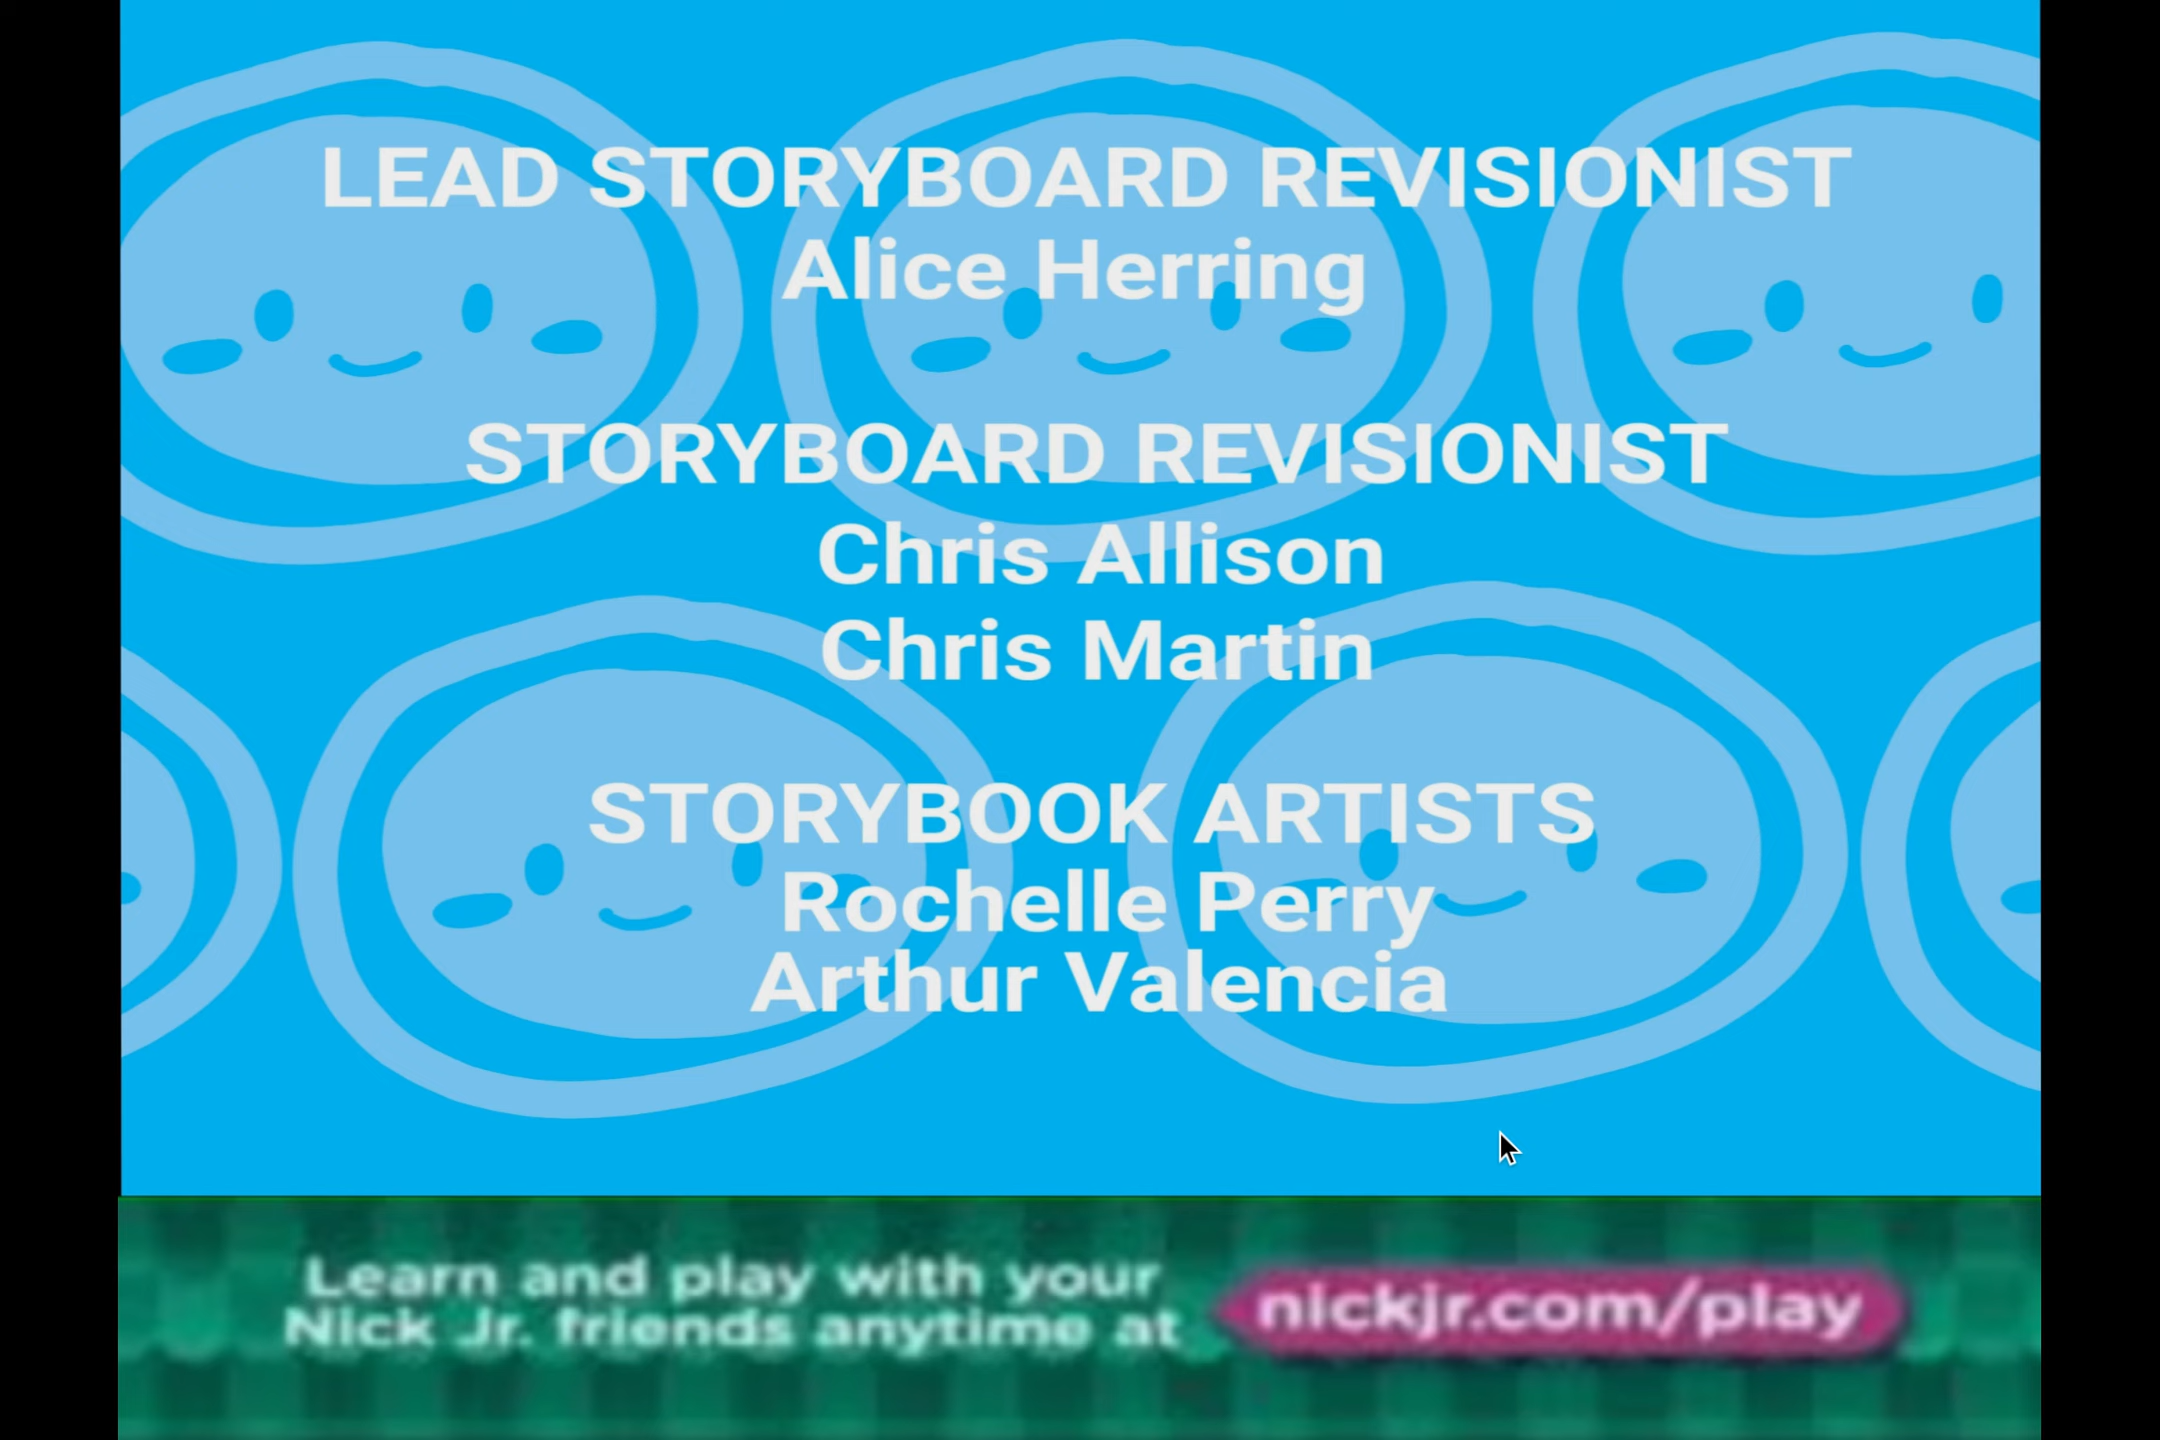 LEAD STORYBOARD REVISIONIST
Alice Herring
STORYBOARD REVISIONIST
Chris Allison
Chris Martin
STORYBOOK ARTISTS
Rochelle Perry
Arthur Valencia
Learn and play with your
Nick Jr. friends anytime at
nickjr.com/play